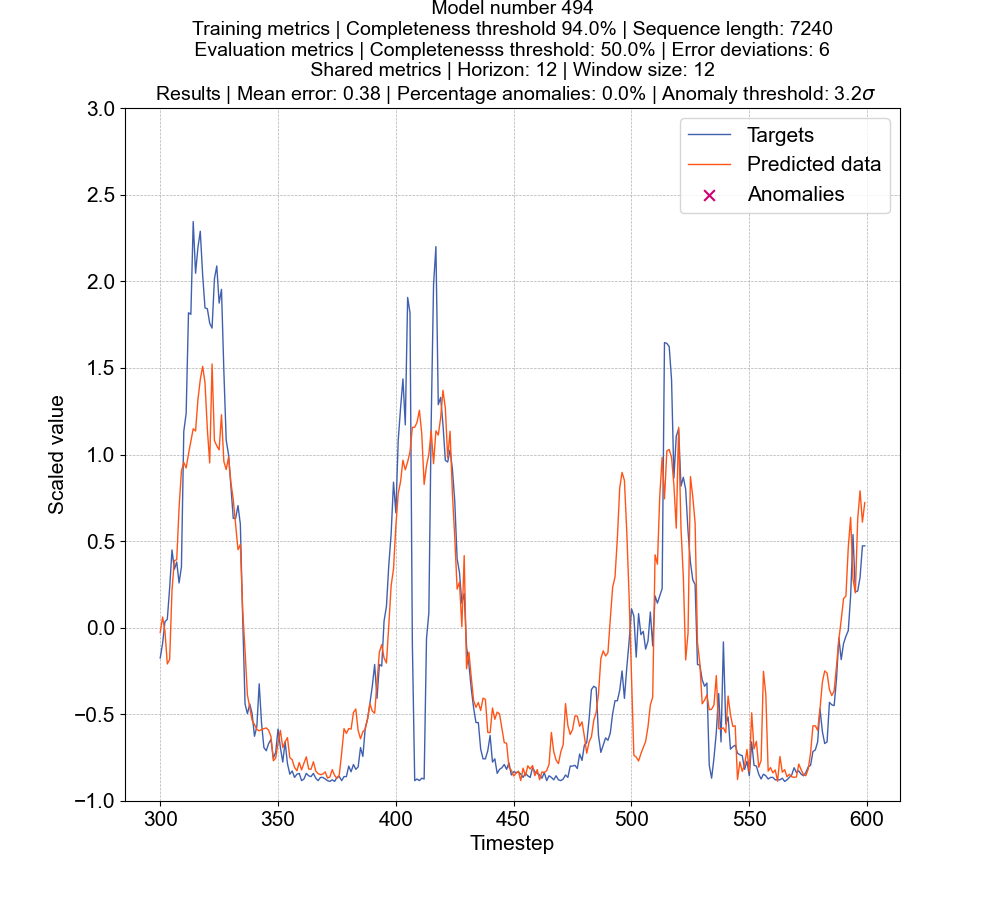 Model number 494
Training metrics | Completeness threshold 94.0% | Sequence length: 7240
Evaluation metrics | Completenesss threshold: 50.0% | Error deviations: 6
Shared metrics | Horizon: 12 | Window size: 12
Results | Mean error: 0.38 | Percentage anomalies: 0.0% | Anomaly threshold: 3.2σ
Targets
Predicted data
Anomalies
3.0
2.5
2.0
1.5
1.0
0.5
0.0
−0.5
−1.0
Scaled value
300
350
400
450
500
550
600
Timestep